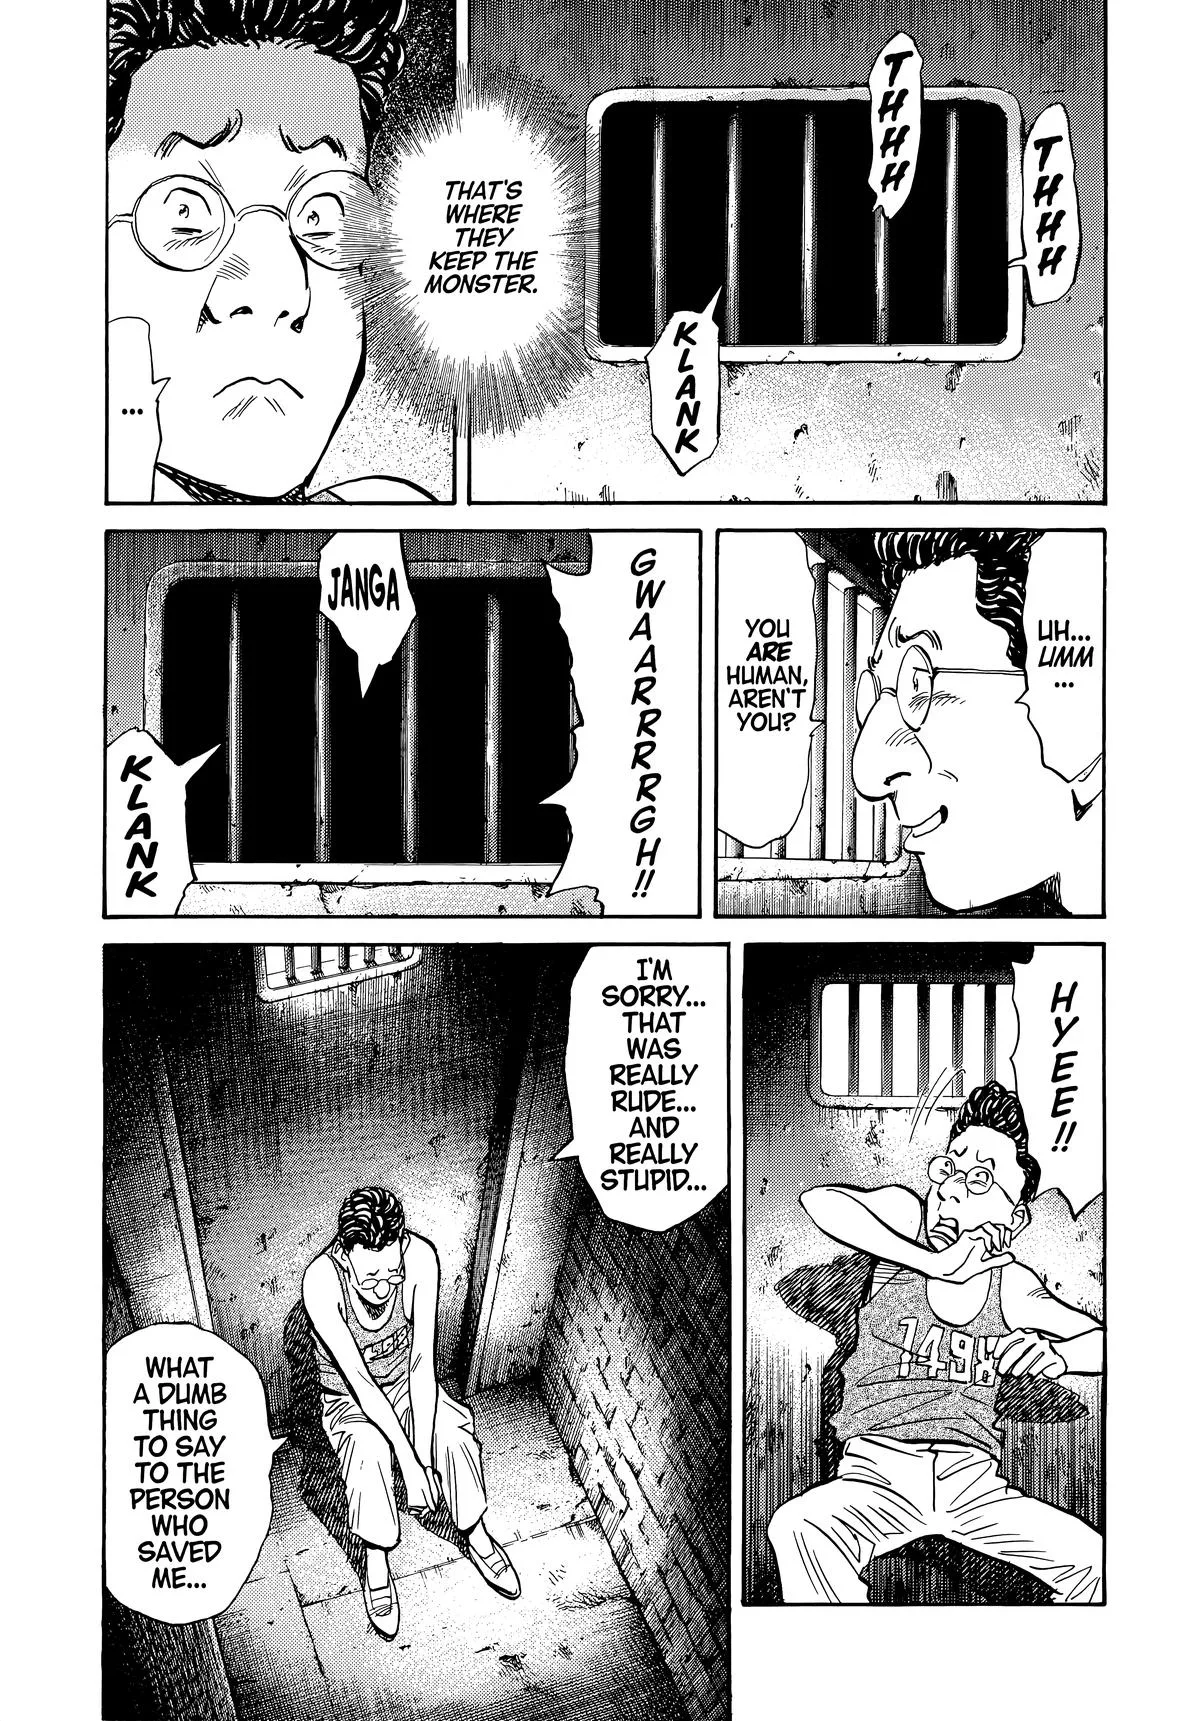 THHH
THHH
KLANK
THAT'S
WHERE
THEY
KEEP THE
MONSTER.
...
UH...
UMM
...
YOU
ARE
HUMAN,
AREN'T
YOU?
GWAARRRRGH!!
JANGA
KLANK
HYEE!!
1498
I'M
SORRY...
THAT
WAS
REALLY
RUDE...
AND
REALLY
STUPID...
WHAT
A DUMB
THING
TO SAY
TO THE
PERSON
WHO
SAVED
ME...